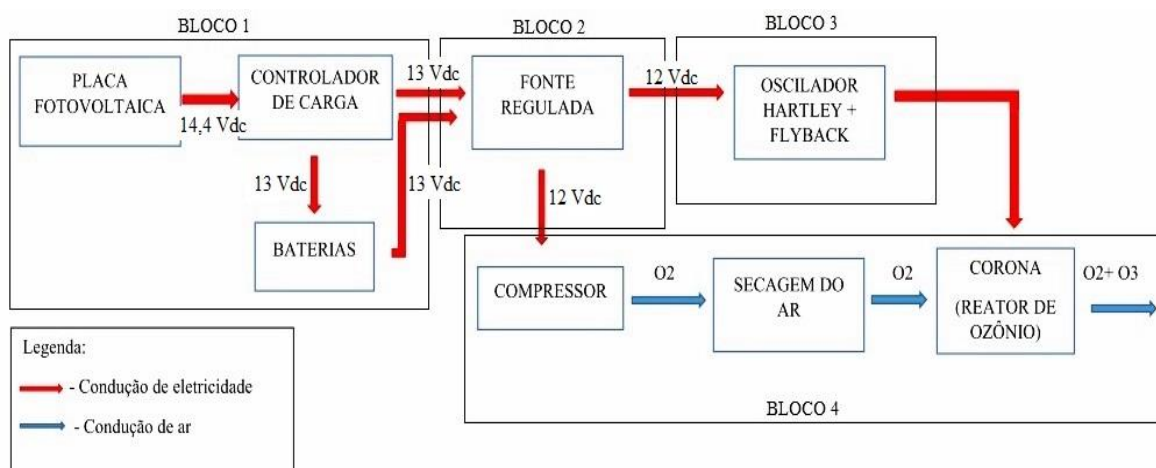 BLOCO 1
PLACA
FOTOVOLTAICA
14,4 Vdc
CONTROLADOR
DE CARGA
13 Vdc
13 Vdc
BATERIAS
13 Vdc
BLOCO 2
FONTE
REGULADA
12 Vdc
12 Vdc
BLOCO 3
OSCILADOR
HARTLEY +
FLYBACK
COMPRESSOR
O2
SECAGEM DO
AR
O2
CORONA
(REATOR DE
OZÔNIO)
O2+ O3
BLOCO 4
Legenda:
- Condução de eletricidade
- Condução de ar